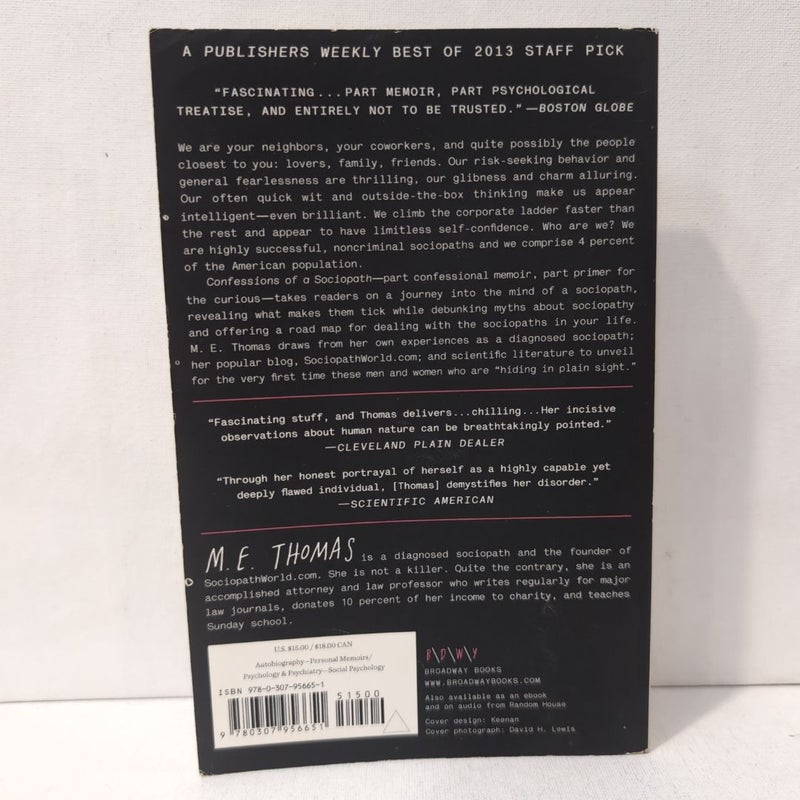 A PUBLISHERS WEEKLY BEST OF 2013 STAFF PICK
“FASCINATING...PART MEMOIR, PART PSYCHOLOGICAL
TREATISE, AND ENTIRELY NOT TO BE TRUSTED.” —BOSTON GLOBE
We are your neighbors, your coworkers, and quite possibly the people
closest to you: lovers, family, friends. Our risk-seeking behavior and
general fearlessness are thrilling, our glibness and charm alluring.
Our often quick wit and outside-the-box thinking make us appear
intelligent—even brilliant. We climb the corporate ladder faster than
the rest and appear to have limitless self-confidence. Who are we? We
are highly successful, noncriminal sociopaths and we comprise 4 percent
of the American population.
Confessions of a Sociopath—part confessional memoir, part primer for
the curious—takes readers on a journey into the mind of a sociopath,
revealing what makes them tick while debunking myths about sociopathy
and offering a road map for dealing with the sociopaths in your life.
M. E. Thomas draws from her own experiences as a diagnosed sociopath;
her popular blog, SociopathWorld.com; and scientific literature to unveil
for the very first time these men and women who are “hiding in plain sight.”
“Fascinating stuff, and Thomas delivers...chilling...Her incisive
observations about human nature can be breathtakingly pointed.”
—CLEVELAND PLAIN DEALER
“Through her honest portrayal of herself as a highly capable yet
deeply flawed individual, [Thomas] demystifies her disorder.”
—SCIENTIFIC AMERICAN
M.E. THOMAS is a diagnosed sociopath and the founder of
SociopathWorld.com. She is not a killer. Quite the contrary, she is an
accomplished attorney and law professor who writes regularly for major
law journals, donates 10 percent of her income to charity, and teaches
Sunday school.
U.S. $15.00 / $18.00 CAN
Autobiography—Personal Memoirs/
Psychology & Psychiatry—Social Psychology
ISBN 978-0-307-95665-1
51500
9 780307 956651
B\D\W\Y
BROADWAY BOOKS
WWW.BROADWAYBOOKS.COM
Also available as an ebook
and on audio from Random House
Cover design: Keenan
Cover photograph: David H. Lewis